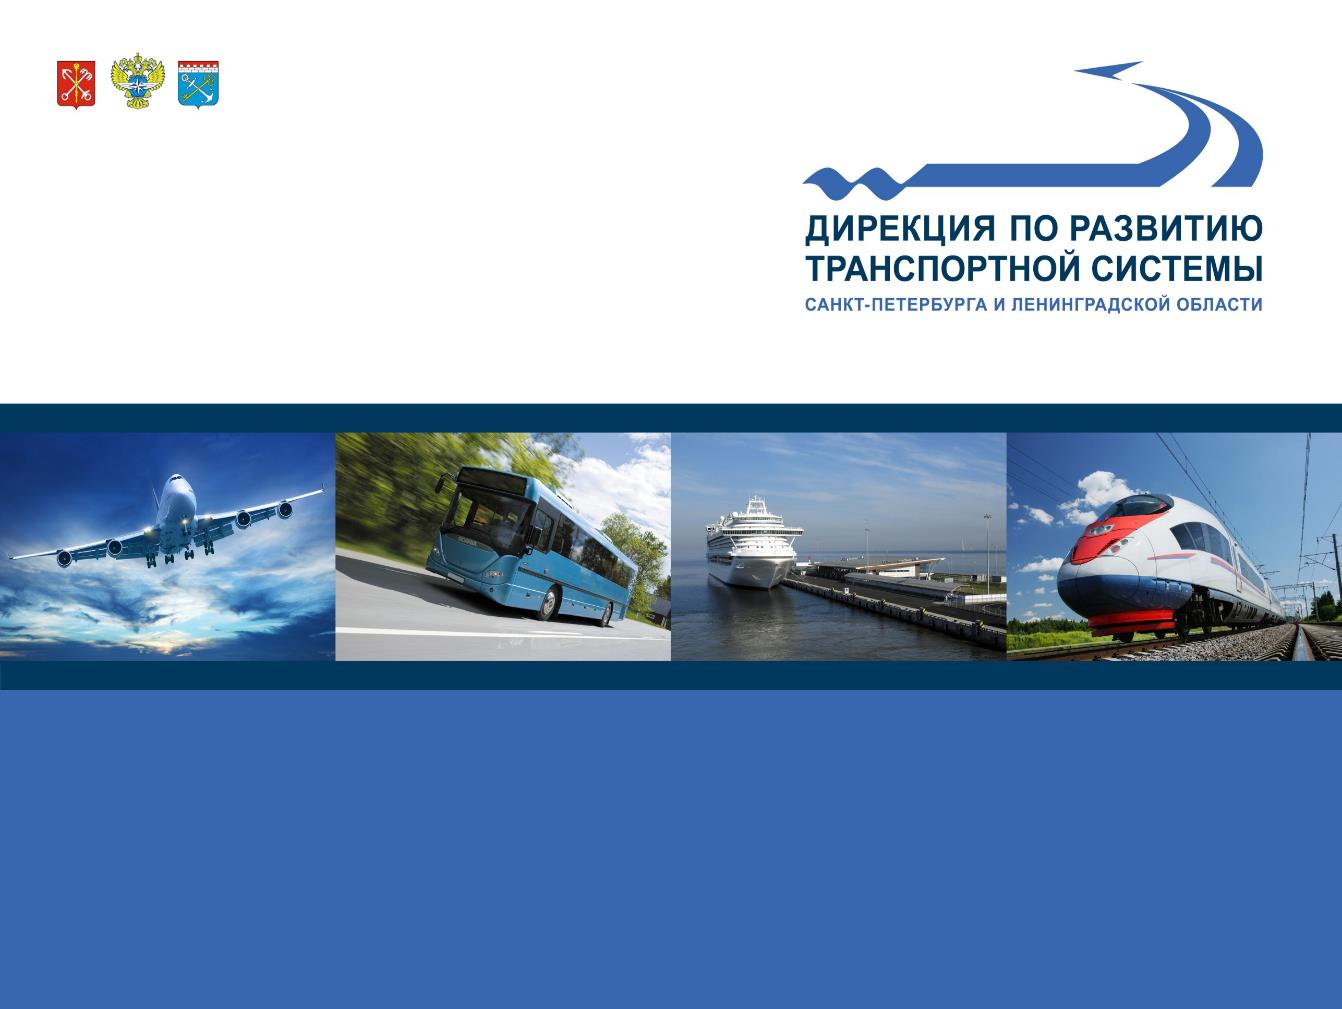 ДИРЕКЦИЯ ПО РАЗВИТИЮ
ТРАНСПОРТНОЙ СИСТЕМЫ
САНКТ-ПЕТЕРБУРГА И ЛЕНИНГРАДСКОЙ ОБЛАСТИ